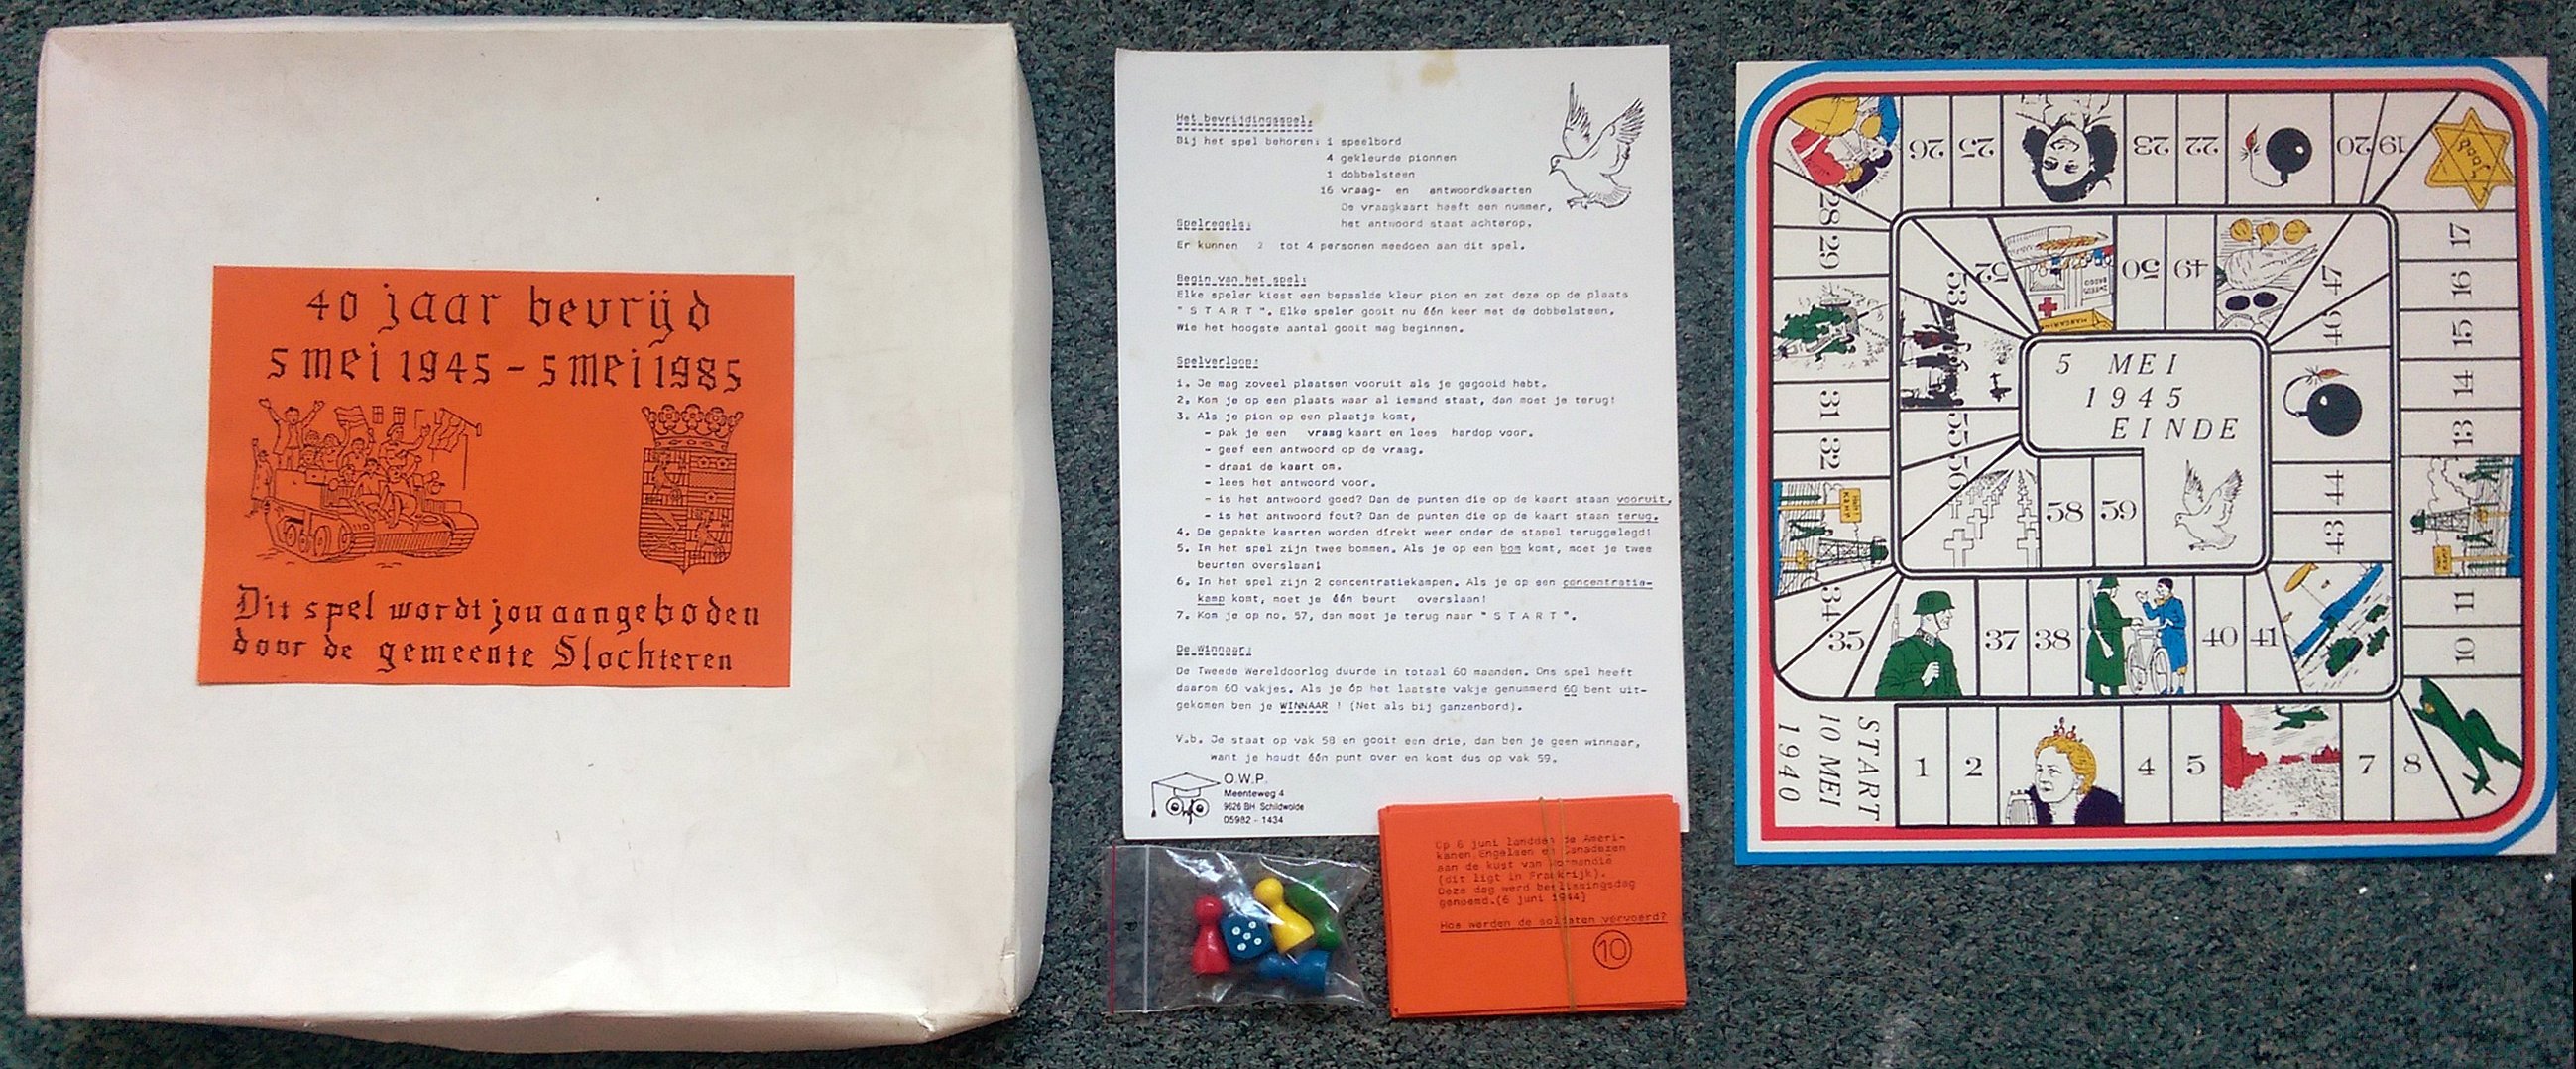 40 jaar bevrijd
5 mei 1945 - 5 mei 1985
Dit spel wordt jou aangeboden
door de gemeente Slochteren
Het bevrijdingsspel.
Bij het spel behoren: 1 speelbord
4 gekleurde pionnen
1 dobbelsteen
16 vraag- en antwoordkaarten
De vraagkaart heeft een nummer,
het antwoord staat achterop.
Spelregels:
Er kunnen 2 tot 4 personen meedoen aan dit spel.
Begin van het spel:
Elke speler kiest een bepaalde kleur pion en zet deze op de plaats
" S T A R T ". Elke speler gooit nu één keer met de dobbelsteen.
Wie het hoogste aantal gooit mag beginnen.
Spelverloop:
1. Je mag zoveel plaatsen vooruit als je gegooid hebt.
2. Kom je op een plaats waar al iemand staat, dan moet je terug!
3. Als je pion op een plaatje komt,
- pak je een vraag kaart en lees hardop voor.
- geef een antwoord op de vraag.
- draai de kaart om.
- lees het antwoord voor.
- is het antwoord goed? Dan de punten die op de kaart staan vooruit.
- is het antwoord fout? Dan de punten die op de kaart staan terug.
4. De gepakte kaarten worden direkt weer onder de stapel teruggelegd!
5. In het spel zijn twee bommen. Als je op een bom komt, moet je twee
beurten overslaan!
6. In het spel zijn 2 concentratiekampen. Als je op een concentratie-
kamp komt, moet je één beurt overslaan!
7. Kom je op no. 57, dan moet je terug naar " S T A R T ".
De Winnaar:
De Tweede Wereldoorlog duurde in totaal 60 maanden. Ons spel heeft
daarom 60 vakjes. Als je óp het laatste vakje genummerd 60 bent uit-
gekomen ben je WINNAAR ! (Net als bij ganzenbord).
V.b. Je staat op vak 58 en gooit een drie, dan ben je geen winnaar,
want je houdt één punt over en komt dus op vak 59.
O.W.P.
Meenteweg 4
9626 BH Schildwolde
05982 - 1434
Op 6 juni landden de Ameri-
kanen, Engelsen en Canadezen
aan de kust van Normandie
(dit ligt in Frankrijk).
Deze dag werd beslissingsdag
genoemd.(6 juni 1944)
Hoe werden de soldaten vervoerd?
10
START
10 MEI
1940
1
2
4
5
7
8
10
11
13
14
15
16
17
Jood
19
20
22
23
25
26
28
29
31
32
34
35
37
38
40
41
43
44
46
47
49
50
MARGARINE
52
53
55
56
58
59
5 MEI
1945
EINDE